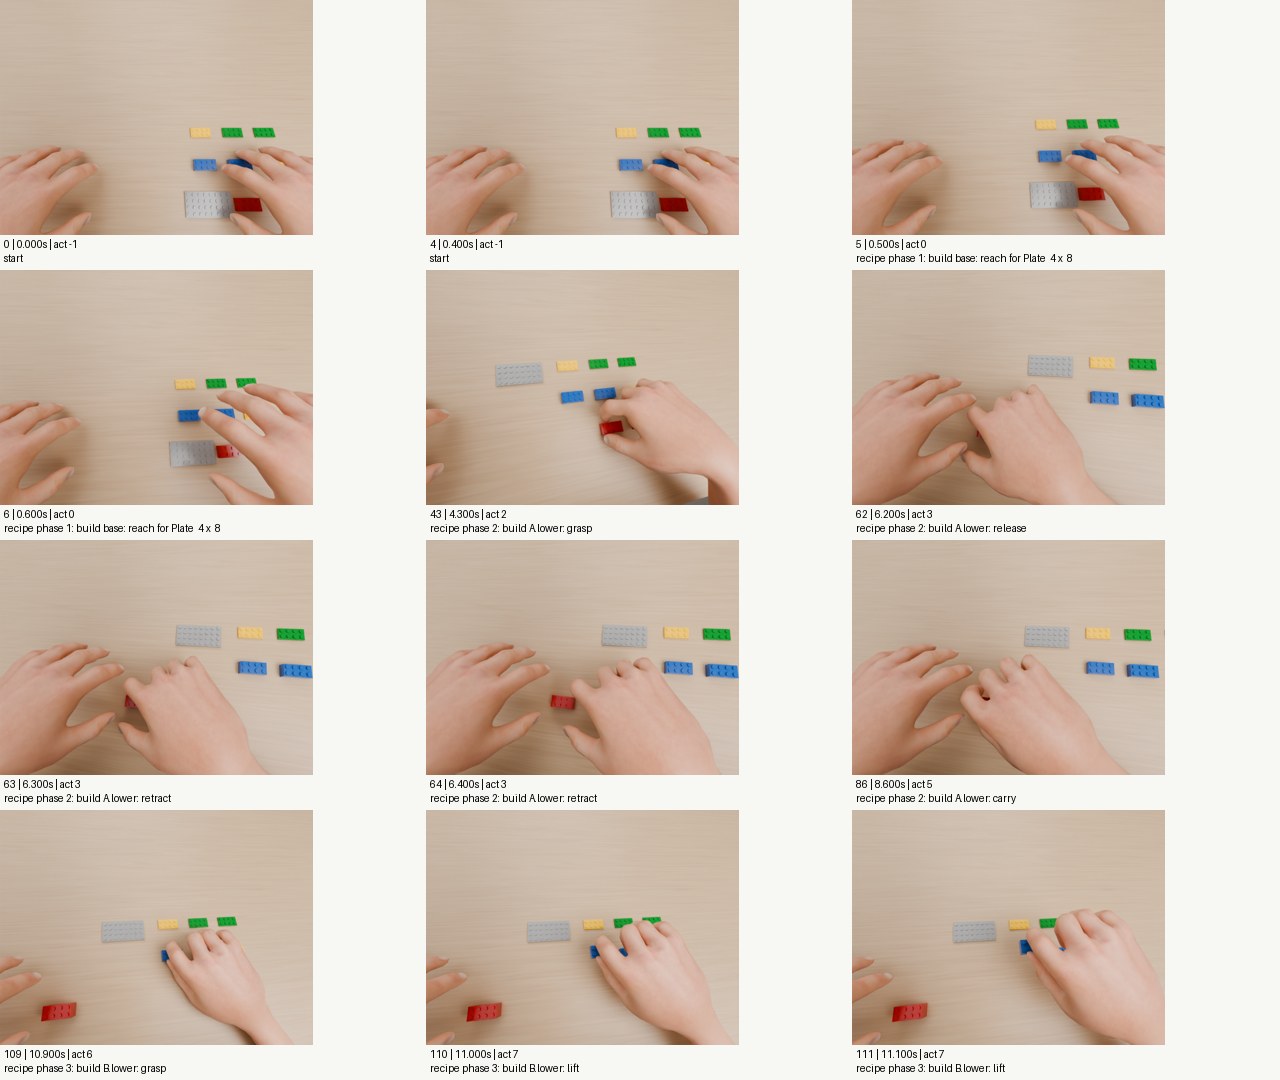 0 | 0.000s | act -1
start
4 | 0.400s | act -1
start
5 | 0.500s | act 0
recipe phase 1: build base: reach for Plate 4 x 8
6 | 0.600s | act 0
recipe phase 1: build base: reach for Plate 4 x 8
43 | 4.300s | act 2
recipe phase 2: build A.lower: grasp
62 | 6.200s | act 3
recipe phase 2: build A.lower: release
63 | 6.300s | act 3
recipe phase 2: build A.lower: retract
64 | 6.400s | act 3
recipe phase 2: build A.lower: retract
86 | 8.600s | act 5
recipe phase 2: build A.lower: carry
109 | 10.900s | act 6
recipe phase 3: build B.lower: grasp
110 | 11.000s | act 7
recipe phase 3: build B.lower: lift
111 | 11.100s | act 7
recipe phase 3: build B.lower: lift